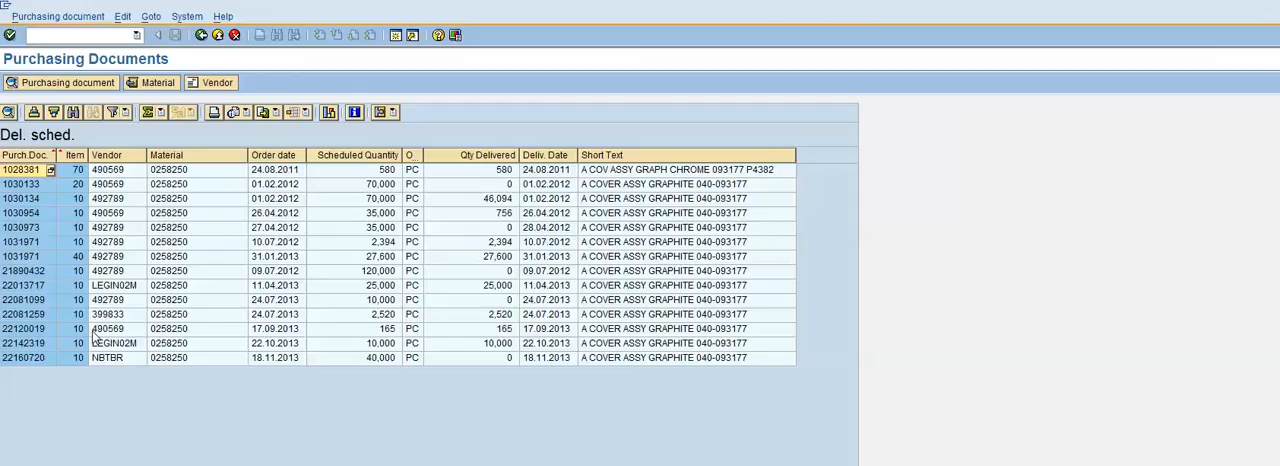 Purchasing document Edit Goto System Help
Purchasing Documents
Purchasing document Material Vendor
Del. sched.
Purch.Doc. Item Vendor Material Order date Scheduled Quantity O... Qty Delivered Deliv. Date Short Text
1028381 70 490569 0258250 24.08.2011 580 PC 580 24.08.2011 A COV ASSY GRAPH CHROME 093177 P4382
1030133 20 490569 0258250 01.02.2012 70,000 PC 0 01.02.2012 A COVER ASSY GRAPHITE 040-093177
1030134 10 492789 0258250 01.02.2012 70,000 PC 46,094 01.02.2012 A COVER ASSY GRAPHITE 040-093177
1030954 10 490569 0258250 26.04.2012 35,000 PC 756 26.04.2012 A COVER ASSY GRAPHITE 040-093177
1030973 10 492789 0258250 27.04.2012 35,000 PC 0 28.04.2012 A COVER ASSY GRAPHITE 040-093177
1031971 10 492789 0258250 10.07.2012 2,394 PC 2,394 10.07.2012 A COVER ASSY GRAPHITE 040-093177
1031971 40 492789 0258250 31.01.2013 27,600 PC 27,600 31.01.2013 A COVER ASSY GRAPHITE 040-093177
21890432 10 492789 0258250 09.07.2012 120,000 PC 0 09.07.2012 A COVER ASSY GRAPHITE 040-093177
22013717 10 LEGIN02M 0258250 11.04.2013 25,000 PC 25,000 11.04.2013 A COVER ASSY GRAPHITE 040-093177
22081099 10 492789 0258250 24.07.2013 10,000 PC 0 24.07.2013 A COVER ASSY GRAPHITE 040-093177
22081259 10 399833 0258250 24.07.2013 2,520 PC 2,520 24.07.2013 A COVER ASSY GRAPHITE 040-093177
22120019 10 490569 0258250 17.09.2013 165 PC 165 17.09.2013 A COVER ASSY GRAPHITE 040-093177
22142319 10 LEGIN02M 0258250 22.10.2013 10,000 PC 10,000 22.10.2013 A COVER ASSY GRAPHITE 040-093177
22160720 10 NBTBR 0258250 18.11.2013 40,000 PC 0 18.11.2013 A COVER ASSY GRAPHITE 040-093177